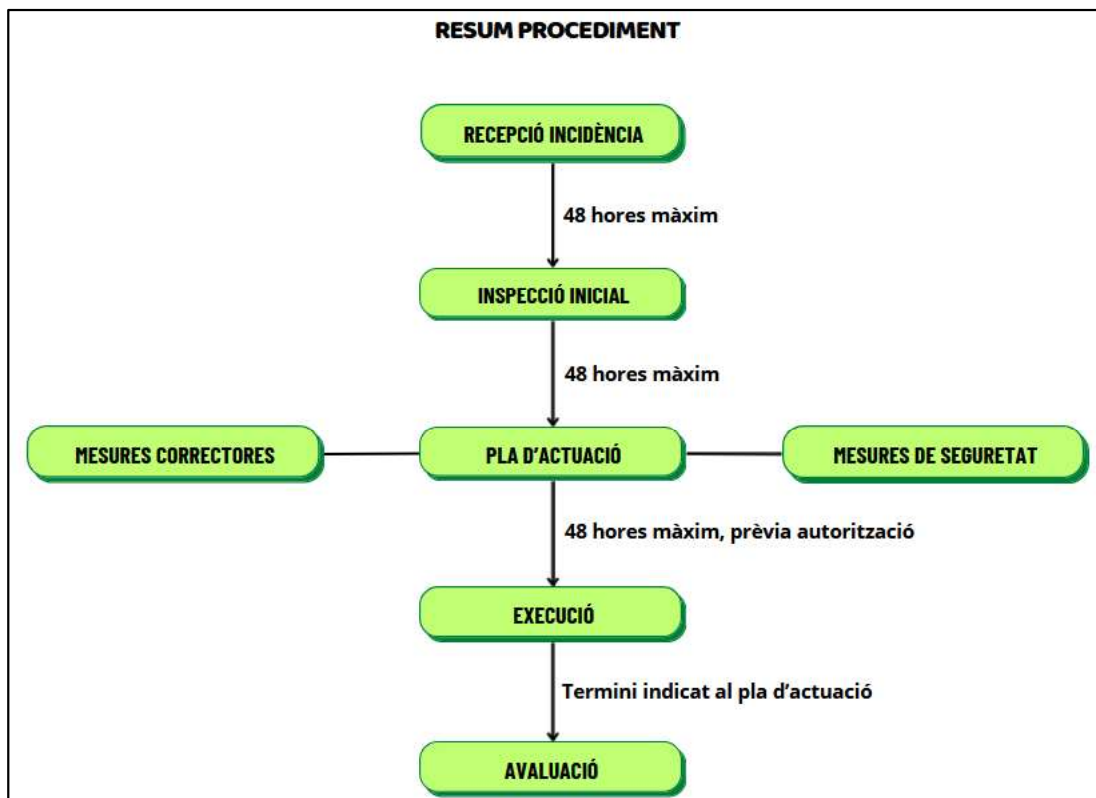 RESUM PROCEDIMENT
RECEPCIÓ INCIDÈNCIA
48 hores màxim
INSPECCIÓ INICIAL
48 hores màxim
MESURES CORRECTORES
PLA D’ACTUACIÓ
MESURES DE SEGURETAT
48 hores màxim, prèvia autorització
EXECUCIÓ
Termini indicat al pla d’actuació
AVALUACIÓ